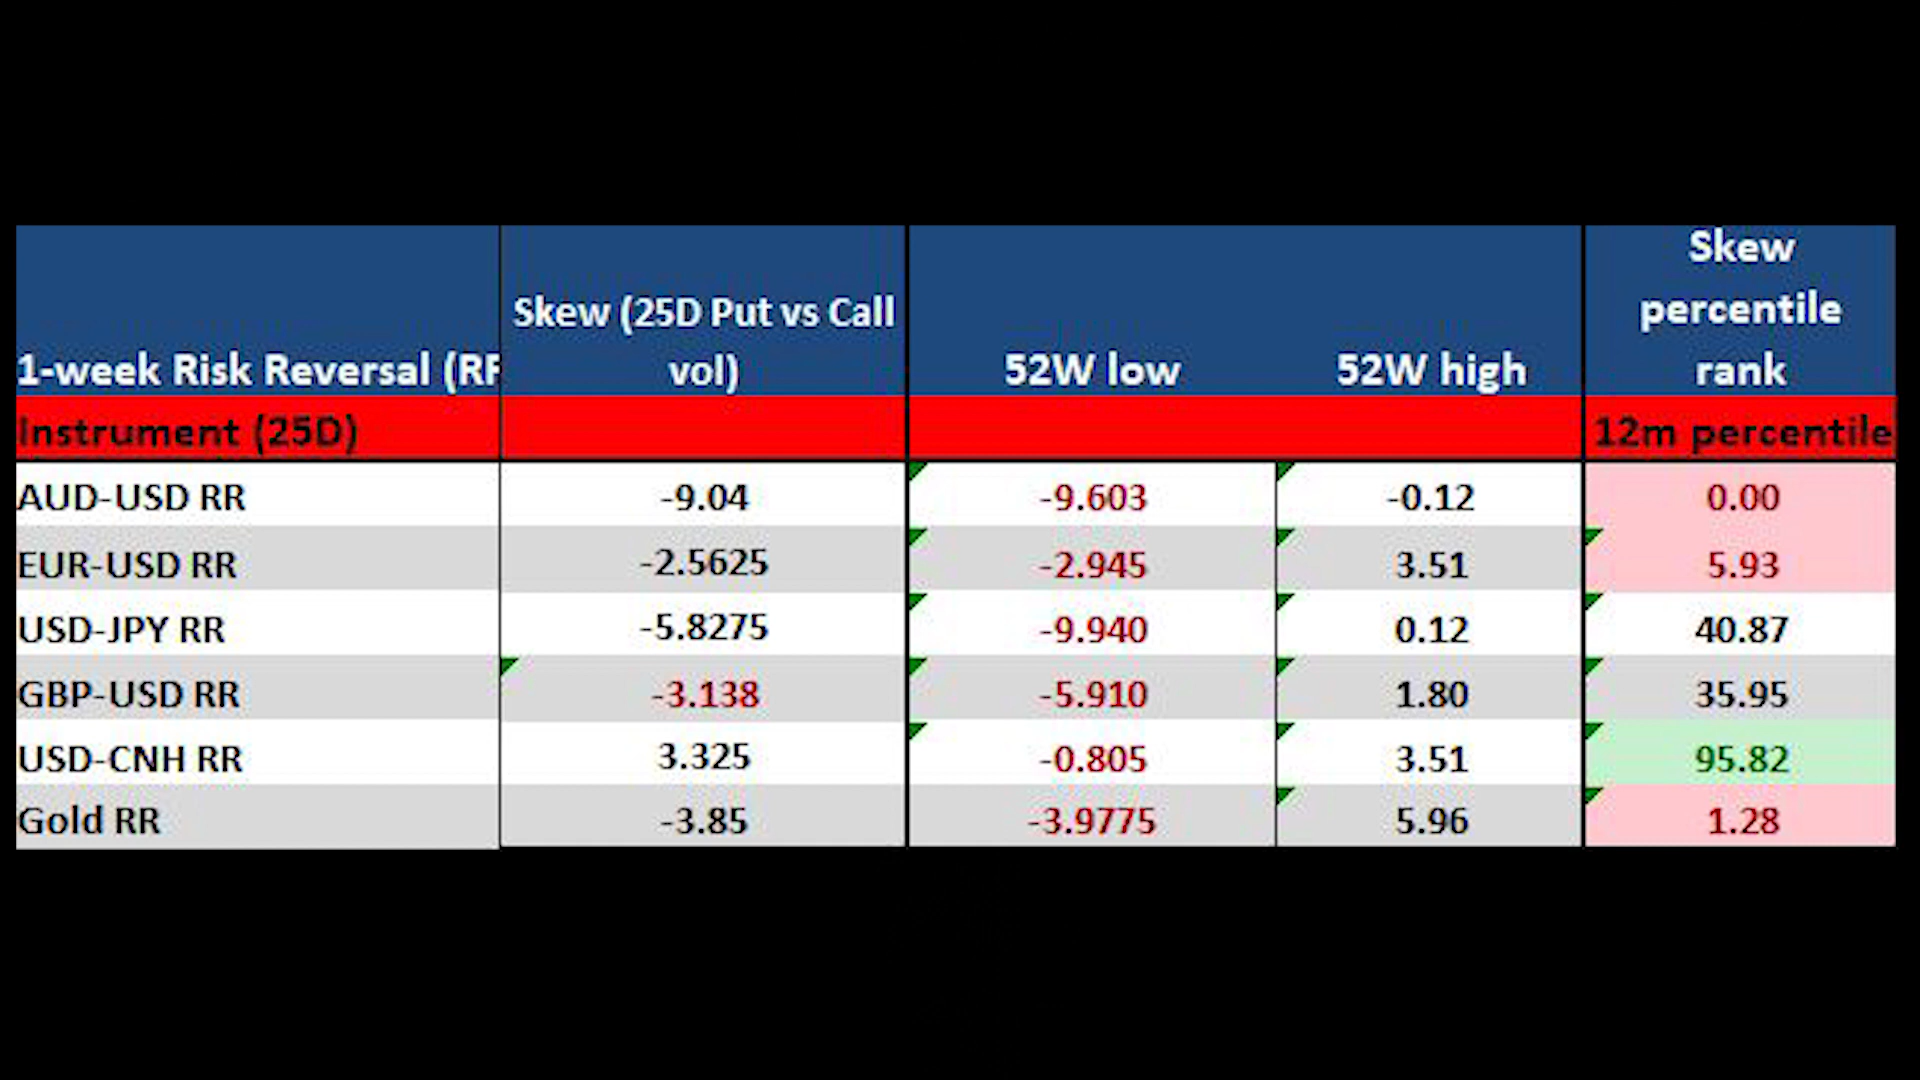 1-week Risk Reversal (RR Skew (25D Put vs Call vol) 52W low 52W high Skew percentile rank
Instrument (25D) 12m percentile
AUD-USD RR -9.04 -9.603 -0.12 0.00
EUR-USD RR -2.5625 -2.945 3.51 5.93
USD-JPY RR -5.8275 -9.940 0.12 40.87
GBP-USD RR -3.138 -5.910 1.80 35.95
USD-CNH RR 3.325 -0.805 3.51 95.82
Gold RR -3.85 -3.9775 5.96 1.28